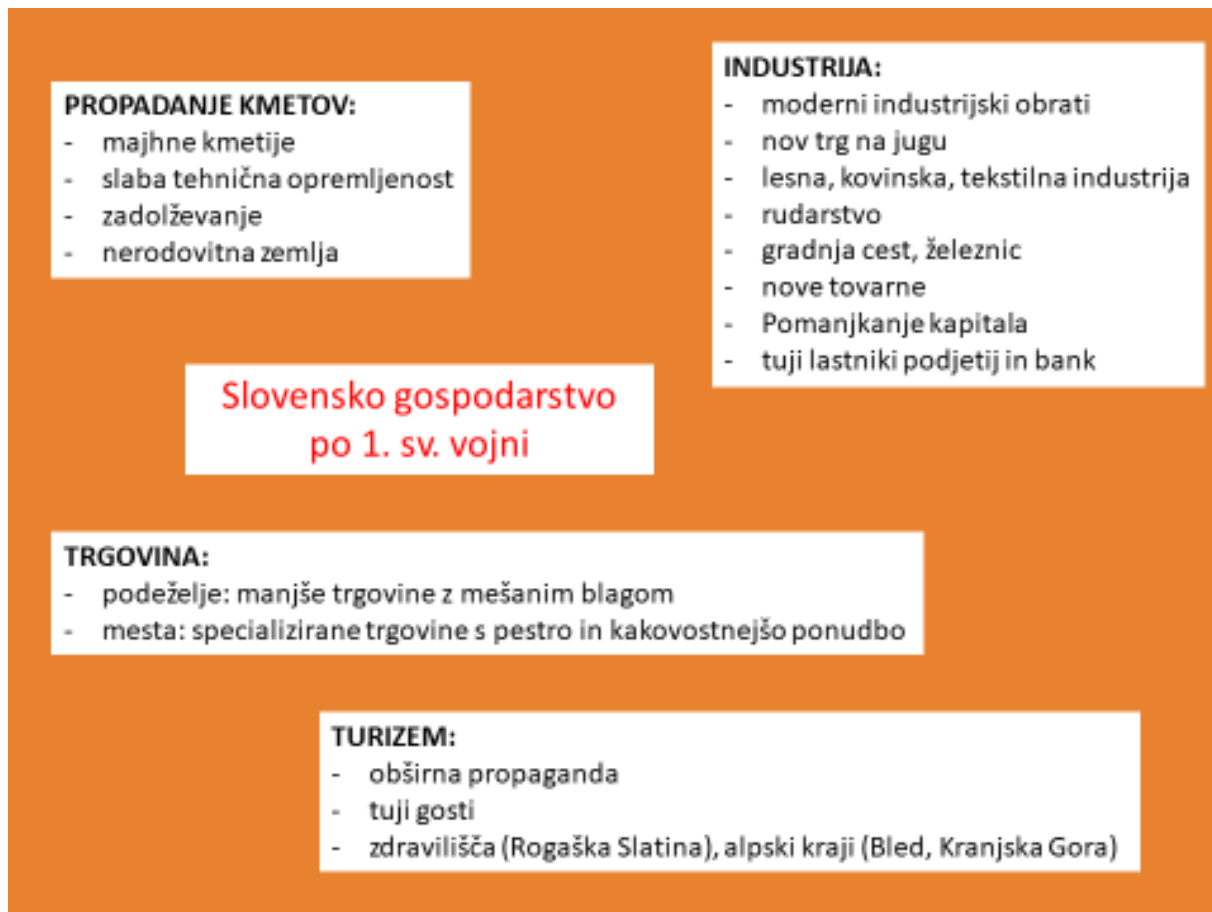 PROPADANJE KMETOV:
- majhne kmetije
- slaba tehnična opremljenost
- zadolževanje
- nerodovitna zemlja
INDUSTRIJA:
- moderni industrijski obrati
- nov trg na jugu
- lesna, kovinska, tekstilna industrija
- rudarstvo
- gradnja cest, železnic
- nove tovarne
- Pomanjkanje kapitala
- tuji lastniki podjetij in bank
Slovensko gospodarstvo
po 1. sv. vojni
TRGOVINA:
- podeželje: manjše trgovine z mešanim blagom
- mesta: specializirane trgovine s pestro in kakovostnejšo ponudbo
TURIZEM:
- obširna propaganda
- tuji gosti
- zdravilišča (Rogaška Slatina), alpski kraji (Bled, Kranjska Gora)